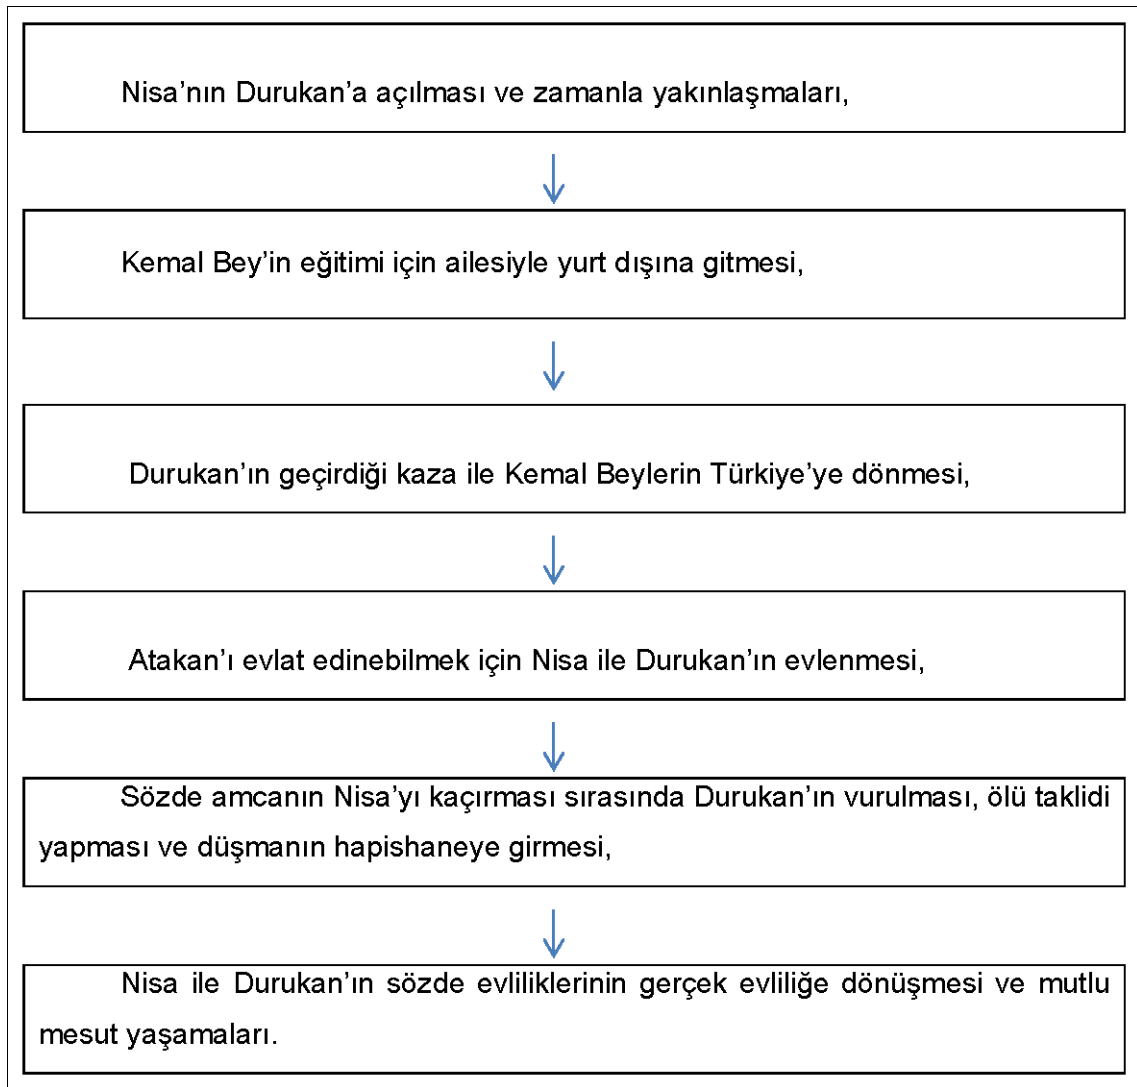 Nisa’nın Durukan’a açılması ve zamanla yakınlaşmaları,
Kemal Bey’in eğitimi için ailesiyle yurt dışına gitmesi,
Durukan’ın geçirdiği kaza ile Kemal Beylerin Türkiye’ye dönmesi,
Atakan’ı evlat edinebilmek için Nisa ile Durukan’ın evlenmesi,
Sözde amcanın Nisa’yı kaçırması sırasında Durukan’ın vurulması, ölü taklidi
yapması ve düşmanın hapishaneye girmesi,
Nisa ile Durukan’ın sözde evliliklerinin gerçek evliliğe dönüşmesi ve mutlu
mesut yaşamaları.